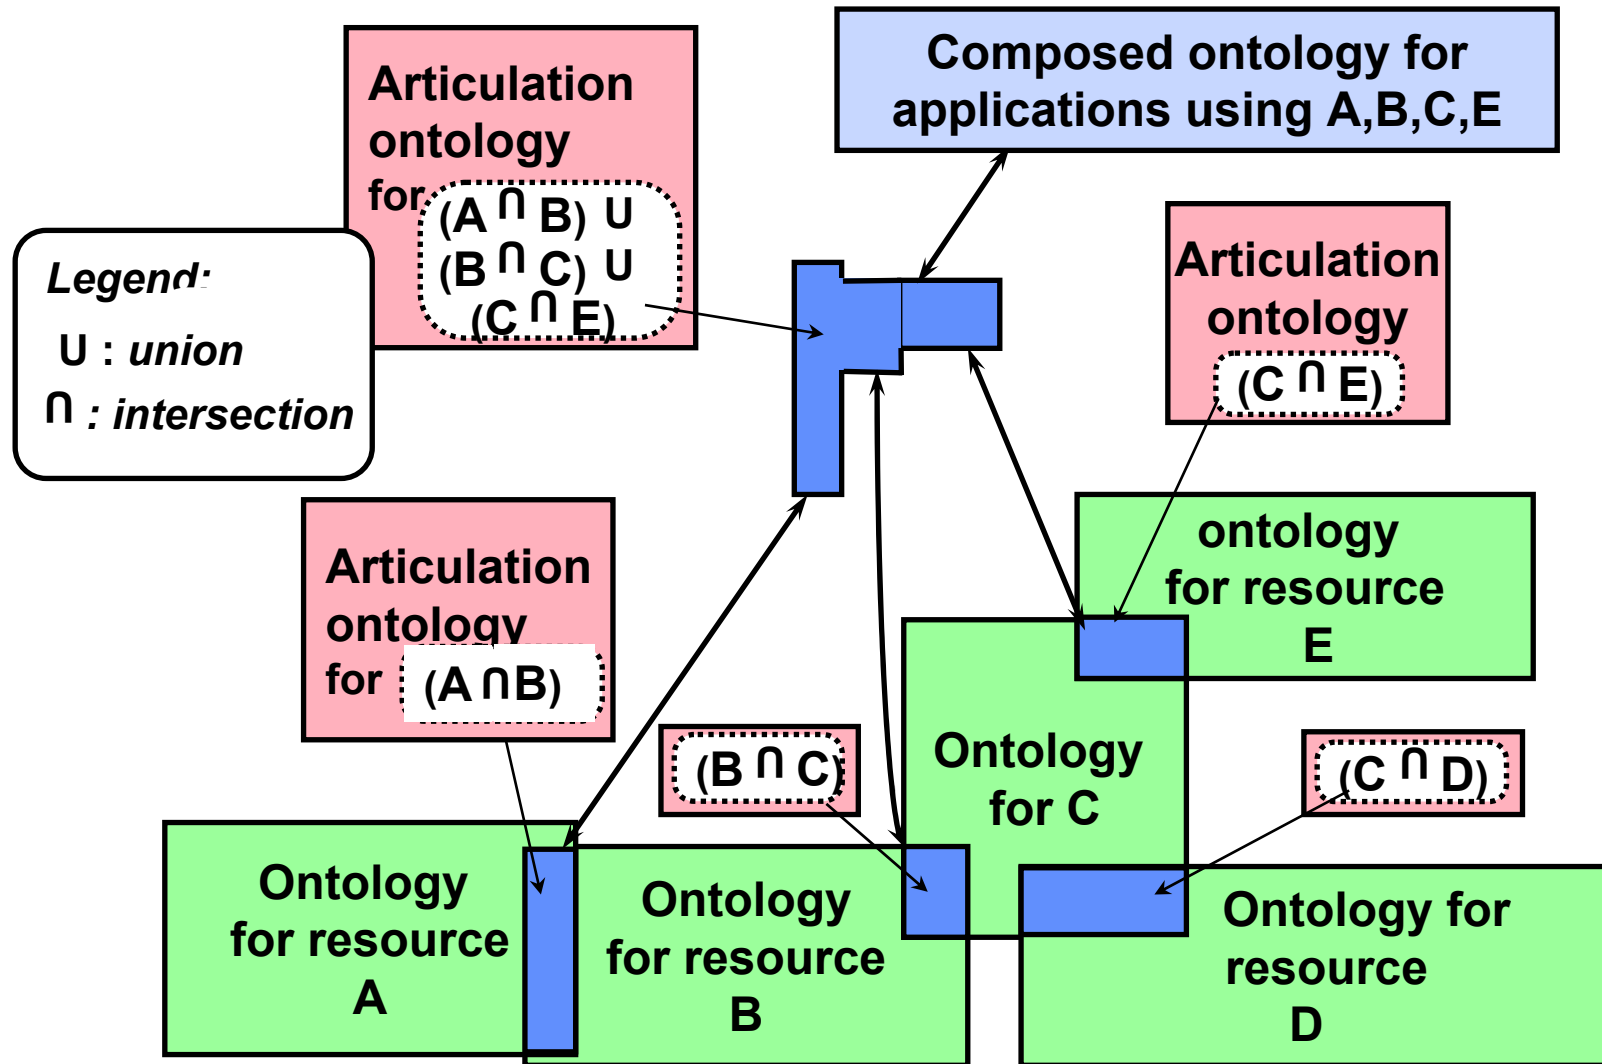 Articulation
ontology
for
(A ∩ B) ∪
(B ∩ C) ∪
(C ∩ E)
Composed ontology for
applications using A,B,C,E
Legend:
∪ : union
∩ : intersection
Articulation
ontology
(C ∩ E)
Articulation
ontology
for (A ∩B)
ontology
for resource
E
(B ∩ C)
Ontology
for C
(C ∩ D)
Ontology
for resource
A
Ontology
for resource
B
Ontology for
resource
D